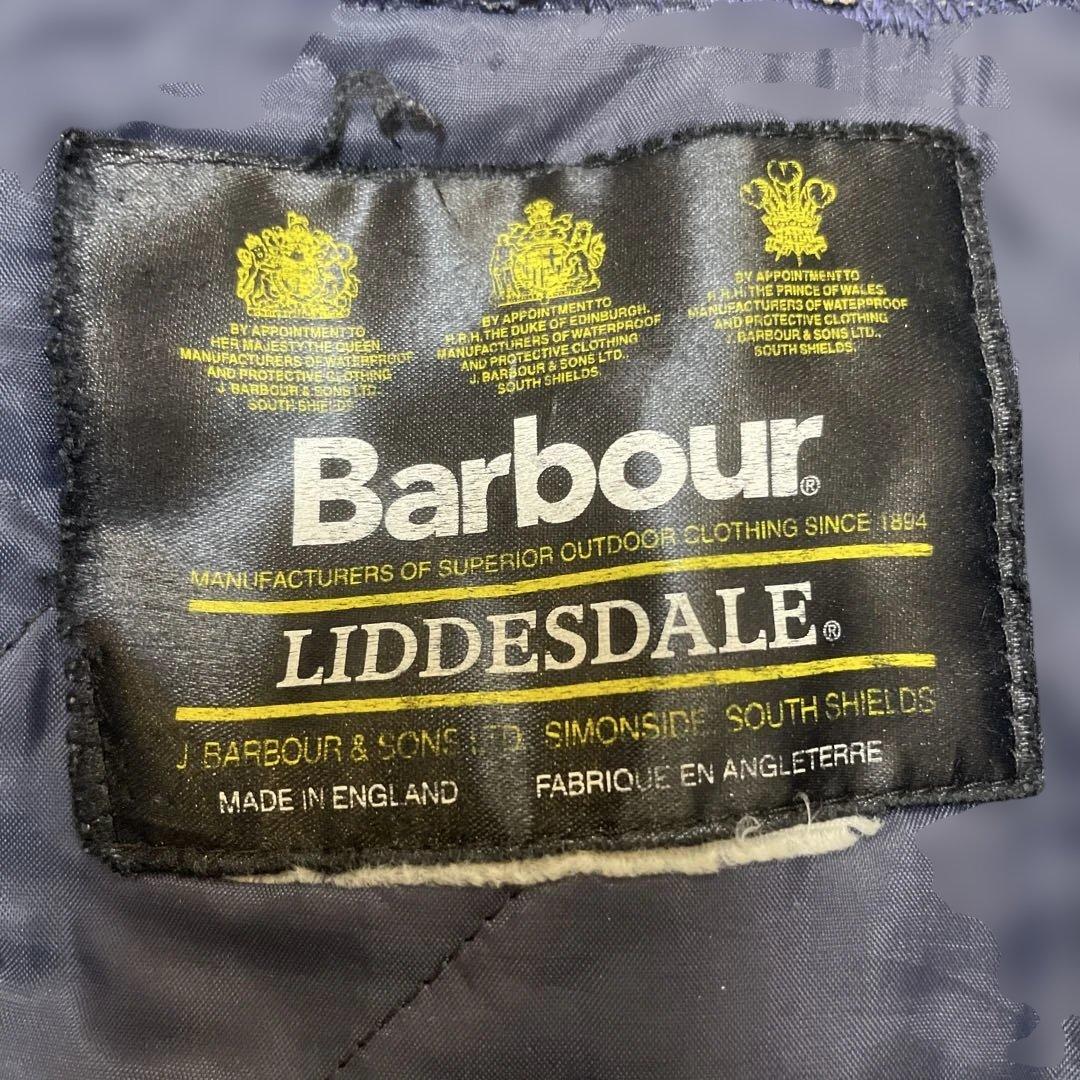 BY APPOINTMENT TO
HER MAJESTY THE QUEEN
MANUFACTURERS OF WATERPROOF
AND PROTECTIVE CLOTHING
J. BARBOUR & SONS LTD.
SOUTH SHIELDS
BY APPOINTMENT TO
H.R.H. THE DUKE OF EDINBURGH.
MANUFACTURERS OF WATERPROOF
AND PROTECTIVE CLOTHING
J. BARBOUR & SONS LTD.
SOUTH SHIELDS.
BY APPOINTMENT TO
H.R.H. THE PRINCE OF WALES.
MANUFACTURERS OF WATERPROOF
AND PROTECTIVE CLOTHING
J. BARBOUR & SONS LTD.
SOUTH SHIELDS.
Barbour®
MANUFACTURERS OF SUPERIOR OUTDOOR CLOTHING SINCE 1894
LIDDESDALE®
J. BARBOUR & SONS LTD. SIMONSIDE, SOUTH SHIELDS
MADE IN ENGLAND FABRIQUE EN ANGLETERRE